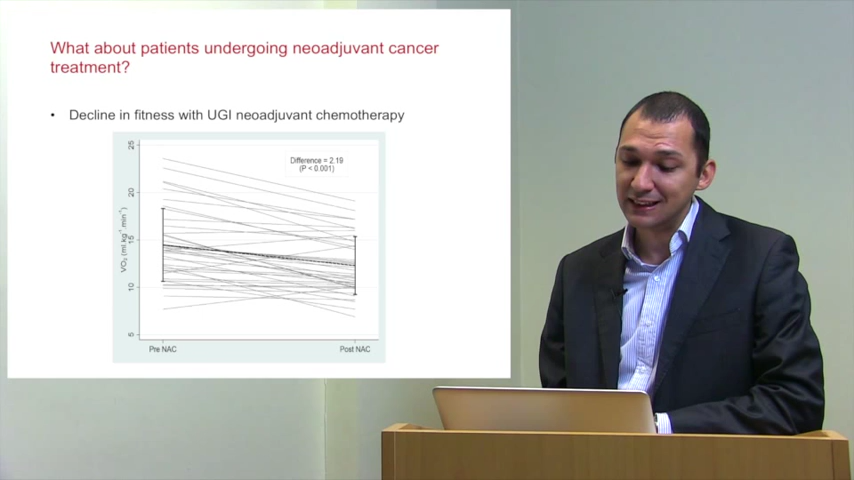 What about patients undergoing neoadjuvant cancer
treatment?
• Decline in fitness with UGI neoadjuvant chemotherapy
25
20
15
10
5
VO₂ (ml.kg⁻¹.min⁻¹)
Difference = 2.19
(P < 0.001)
Pre NAC
Post NAC